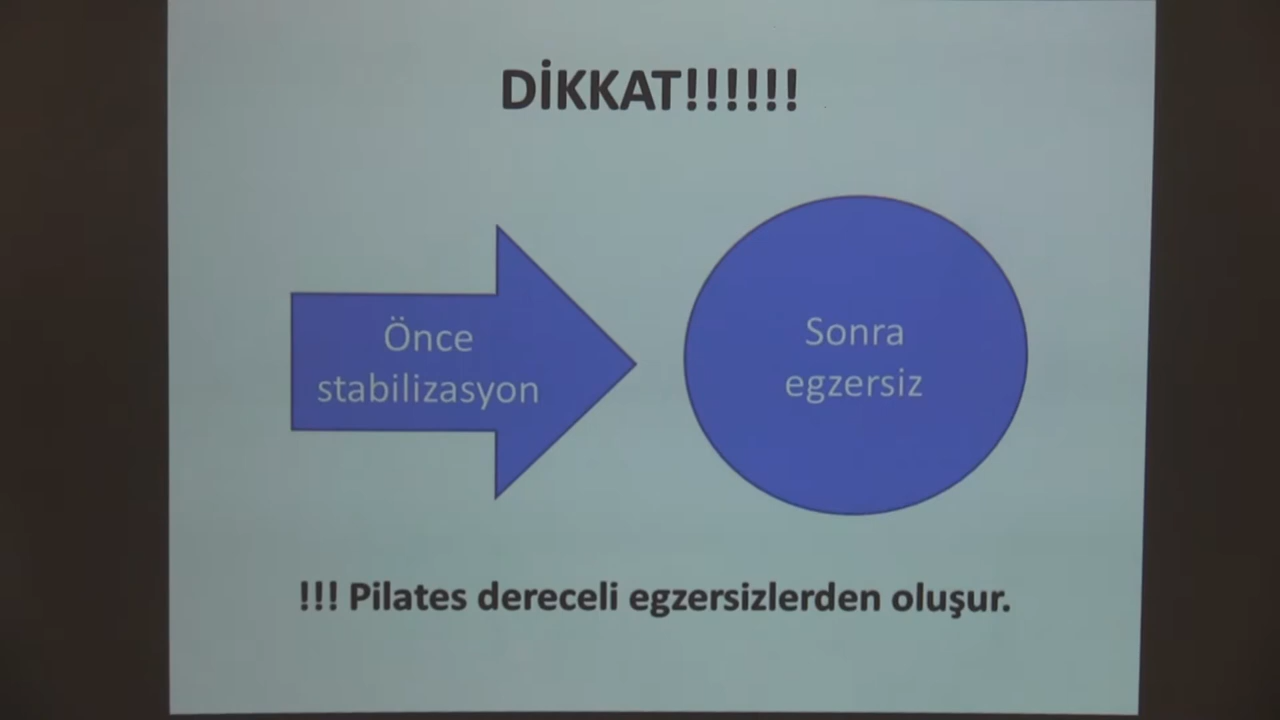 DİKKAT!!!!!!
Önce
stabilizasyon
Sonra
egzersiz
!!! Pilates dereceli egzersizlerden oluşur.